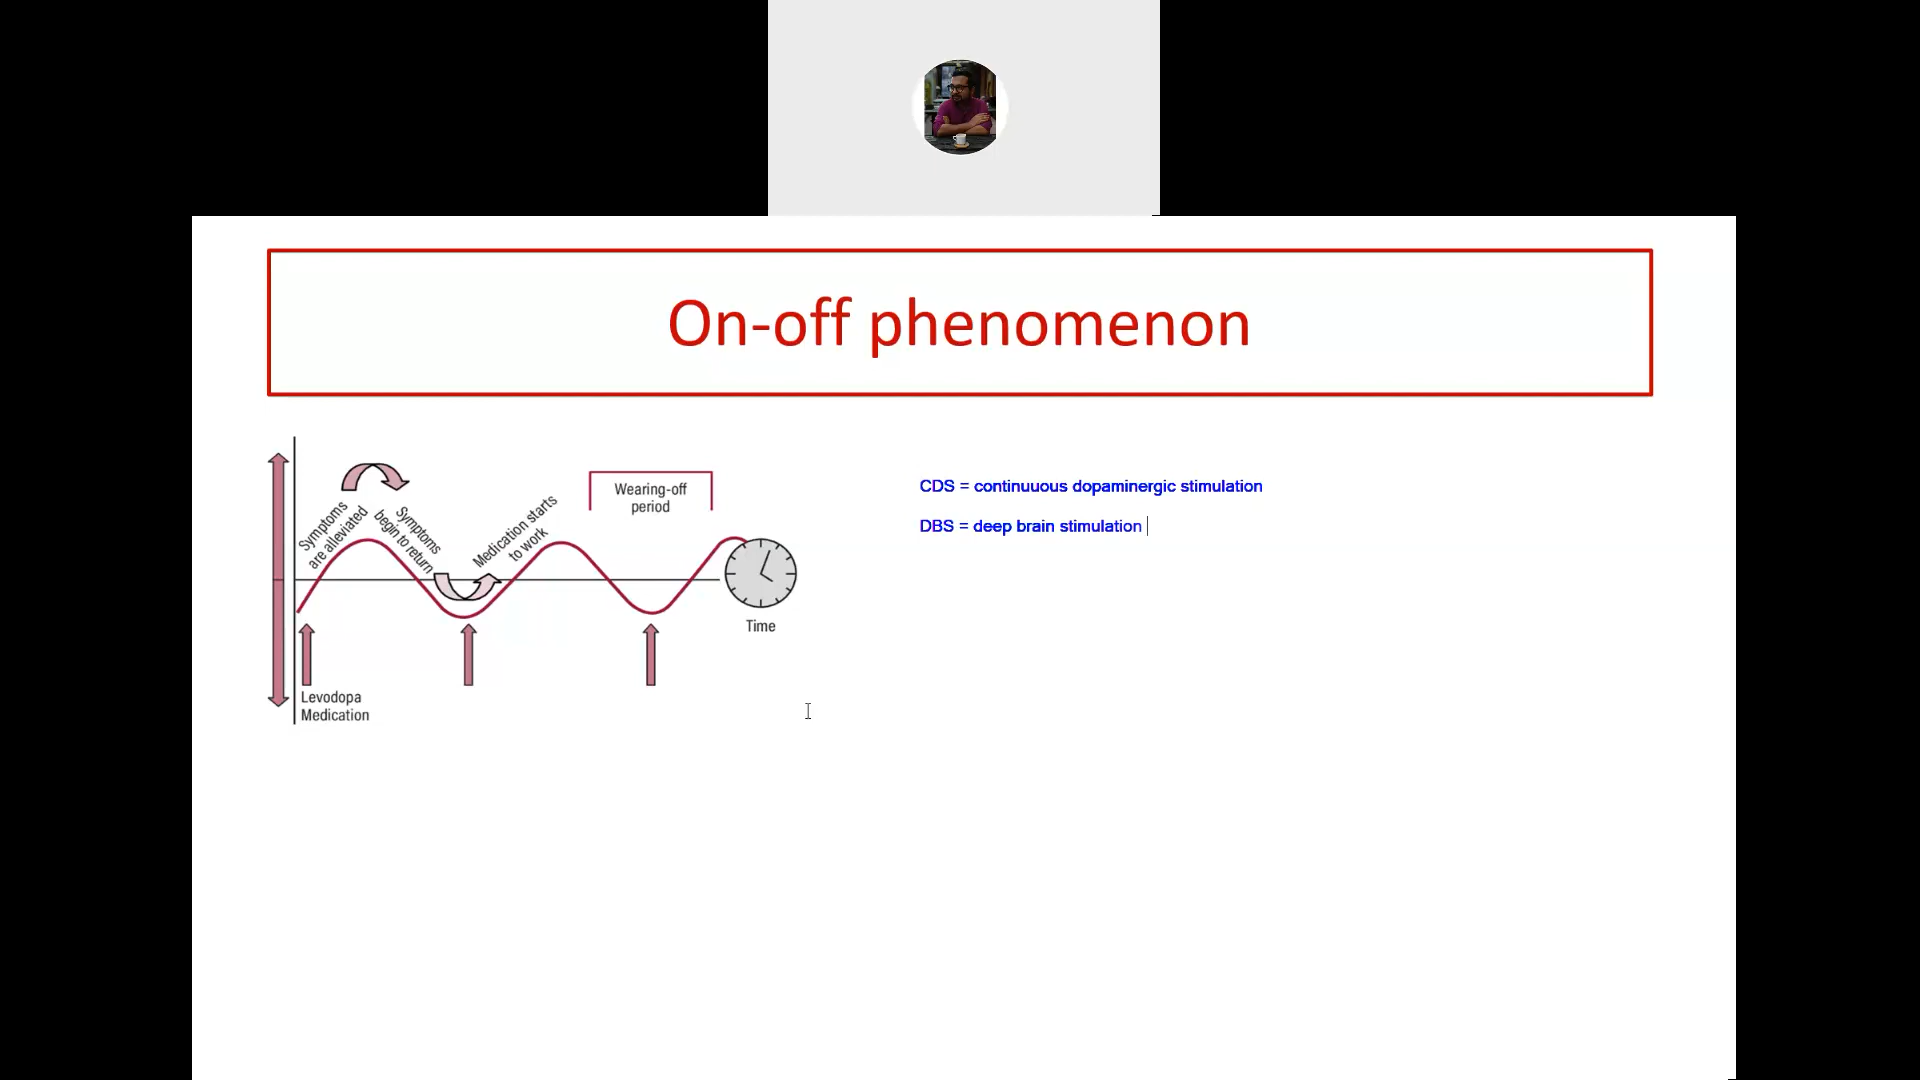 On-off phenomenon
Symptoms
are alleviated
Symptoms
begin to return
Medication starts
to work
Wearing-off
period
Time
Levodopa
Medication
CDS = continuuous dopaminergic stimulation
DBS = deep brain stimulation